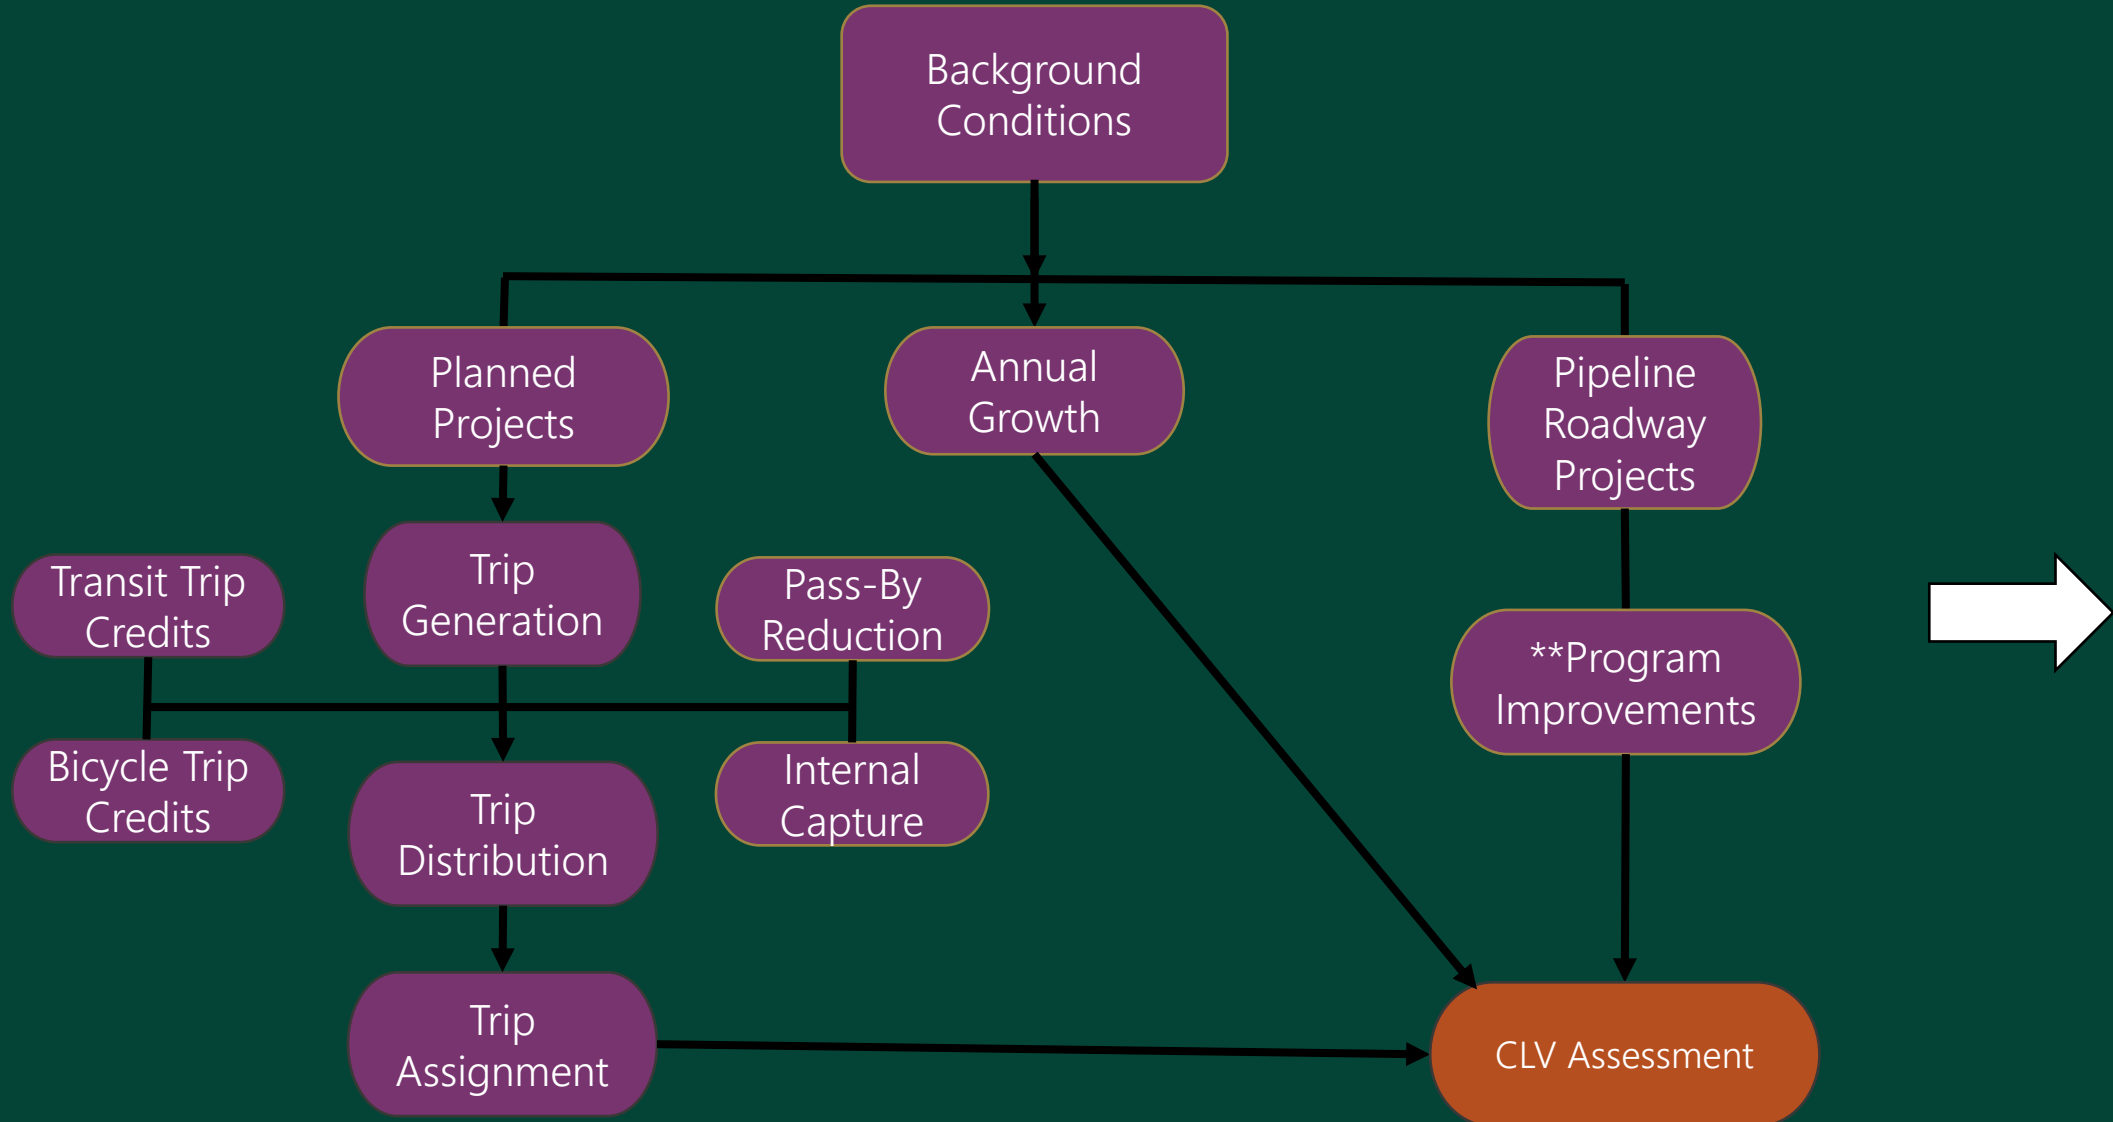 Background
Conditions
Planned
Projects
Annual
Growth
Pipeline
Roadway
Projects
Trip
Generation
Transit Trip
Credits
Pass-By
Reduction
**Program
Improvements
Bicycle Trip
Credits
Trip
Distribution
Internal
Capture
Trip
Assignment
CLV Assessment